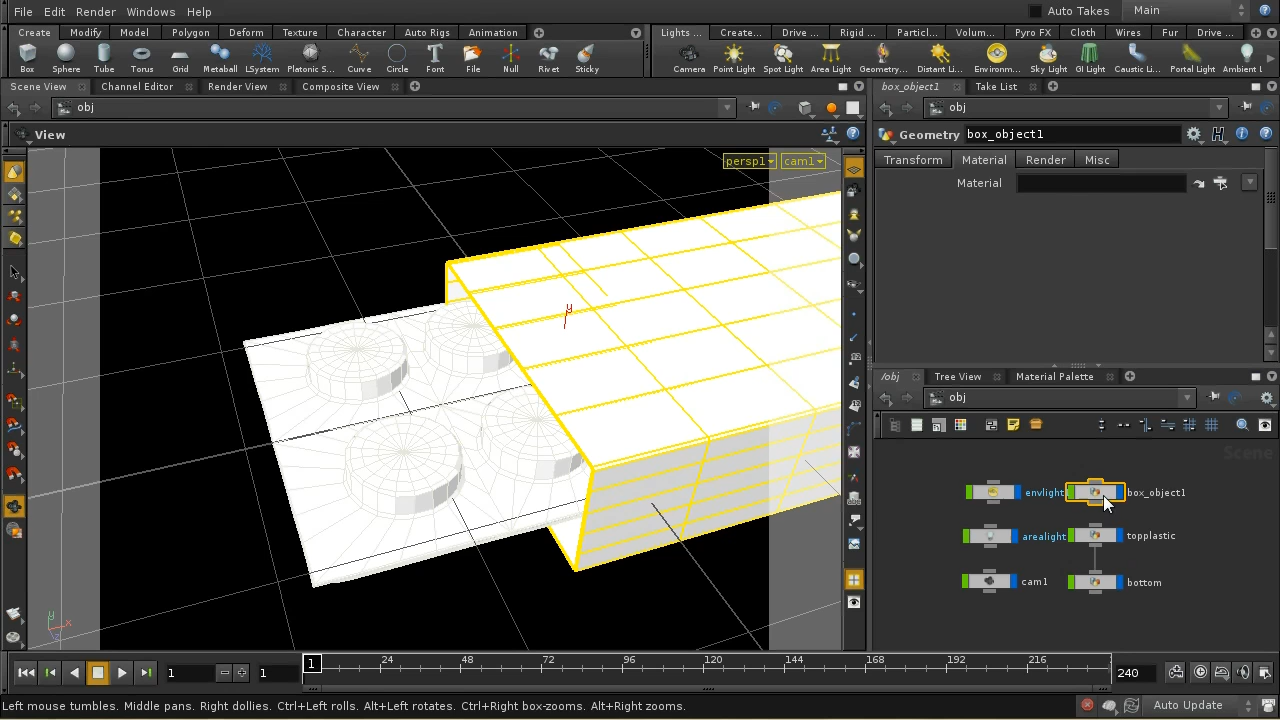 File Edit Render Windows Help Auto Takes Main
Create Modify Model Polygon Deform Texture Character Auto Rigs Animation Lights ... Create... Drive ... Rigid ... Particl... Volum... Pyro FX Cloth Wires Fur Drive ...
Box Sphere Tube Torus Grid Metaball LSystem Platonic S... Curve Circle Font File Null Rivet Sticky Camera Point Light Spot Light Area Light Geometry... Distant Li... Environm... Sky Light GI Light Caustic Li... Portal Light Ambient L
Scene View Channel Editor Render View Composite View box_object1 Take List
obj obj
View Geometry box_object1
persp1 cam1 Transform Material Render Misc
Material
y
/obj Tree View Material Palette
obj
Scene
envlight box_object1
arealight topplastic
cam1 bottom
y x z
1 1 1 24 48 72 96 120 144 168 192 216 240
Left mouse tumbles. Middle pans. Right dollies. Ctrl+Left rolls. Alt+Left rotates. Ctrl+Right box-zooms. Alt+Right zooms. Auto Update